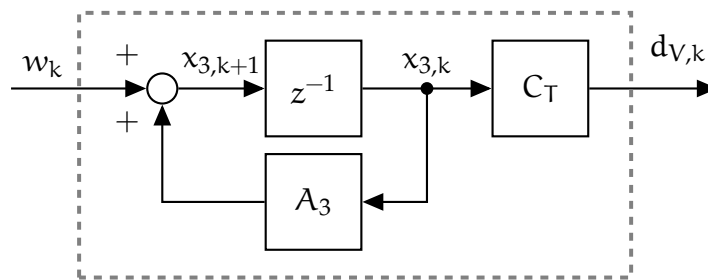 w_k
+
+
x_{3,k+1}
z^{-1}
x_{3,k}
C_T
d_{V,k}
A_3